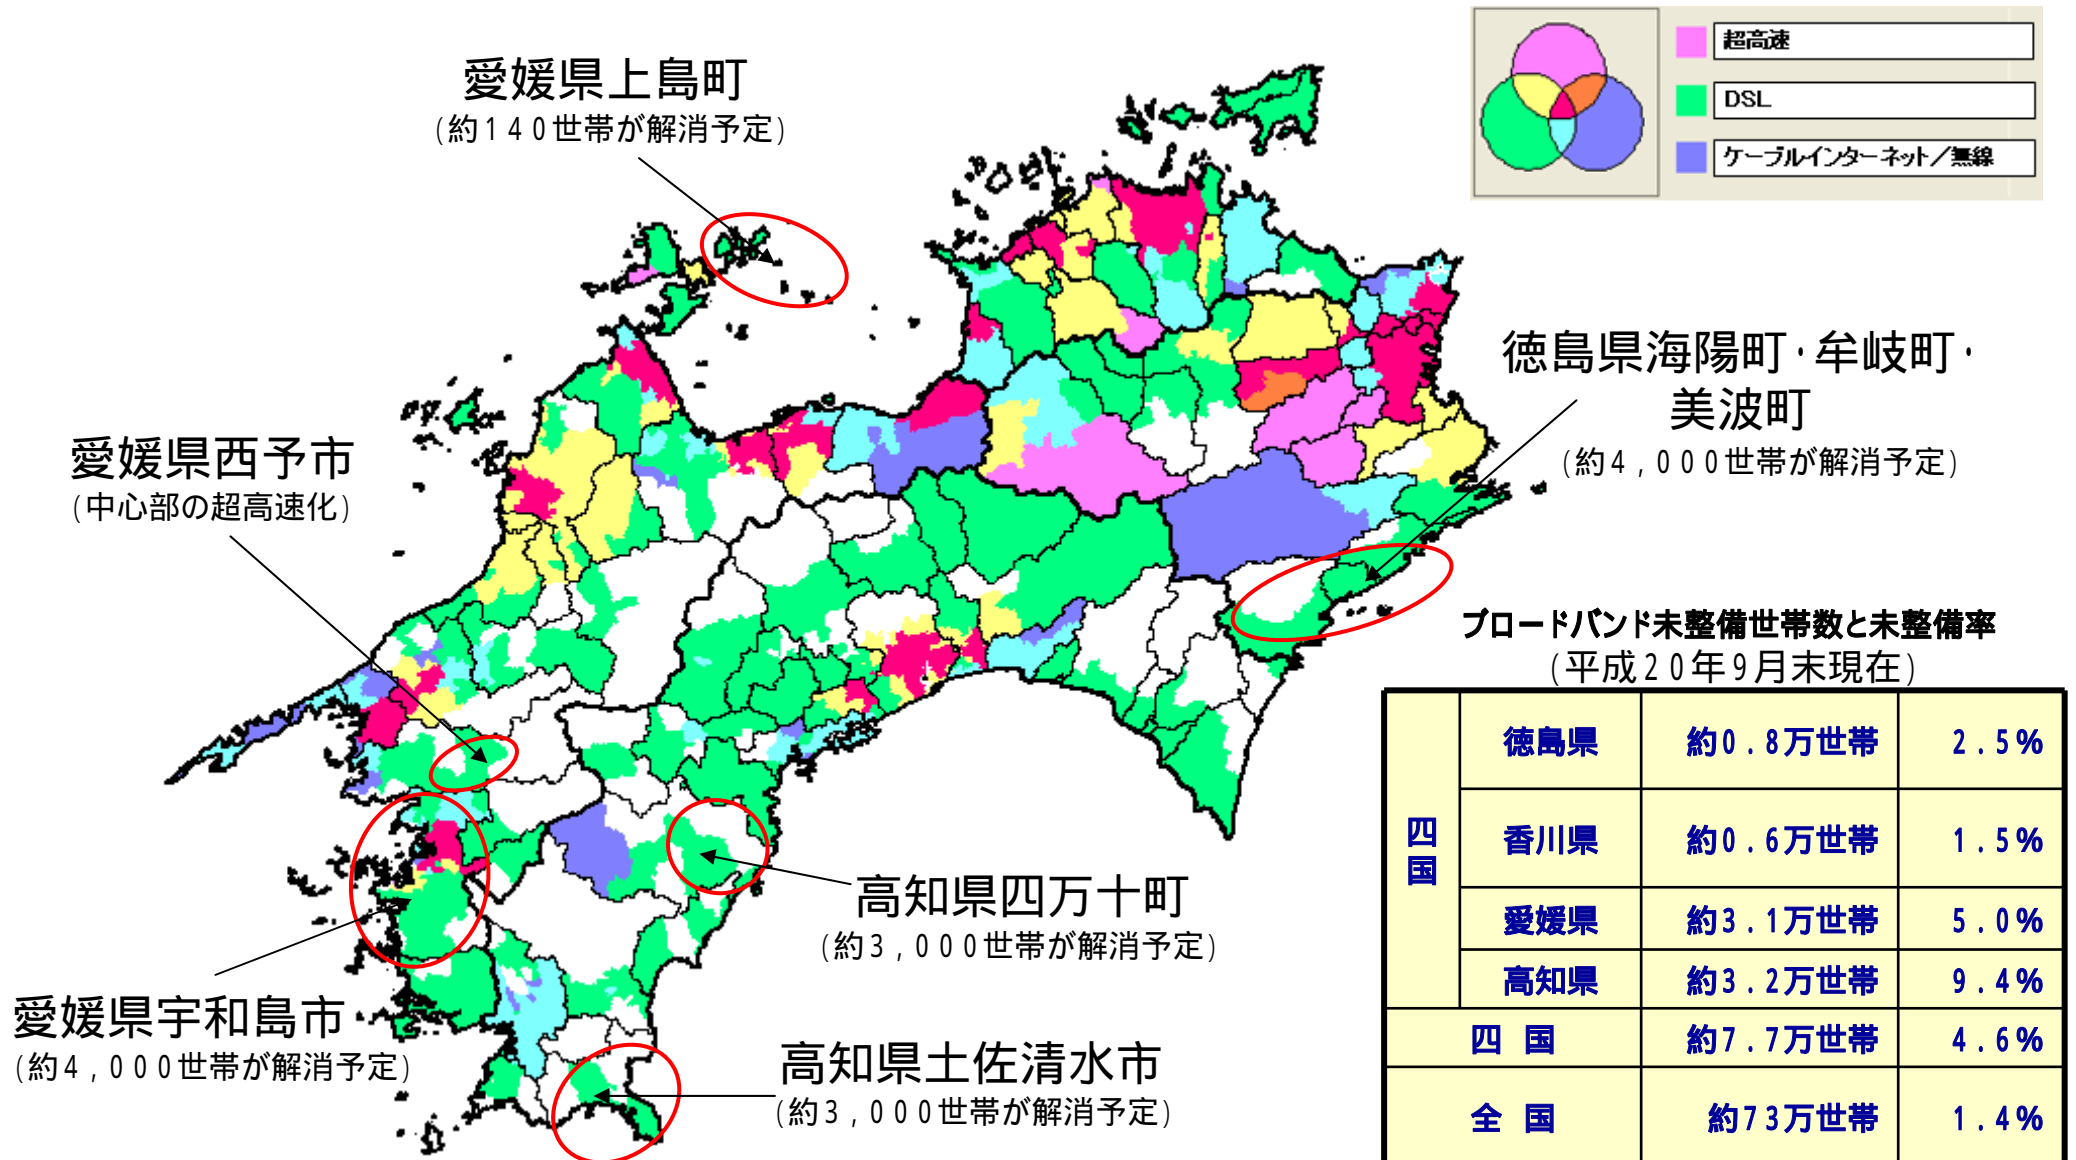 愛媛県上島町
(約140世帯が解消予定)
超高速
DSL
ケーブルインターネット/無線
徳島県海陽町・牟岐町・
美波町
(約4,000世帯が解消予定)
愛媛県西予市
(中心部の超高速化)
愛媛県宇和島市
(約4,000世帯が解消予定)
高知県四万十町
(約3,000世帯が解消予定)
高知県土佐清水市
(約3,000世帯が解消予定)
ブロードバンド未整備世帯数と未整備率
(平成20年9月末現在)
四国
徳島県 約0.8万世帯 2.5%
香川県 約0.6万世帯 1.5%
愛媛県 約3.1万世帯 5.0%
高知県 約3.2万世帯 9.4%
四 国 約7.7万世帯 4.6%
全 国 約73万世帯 1.4%